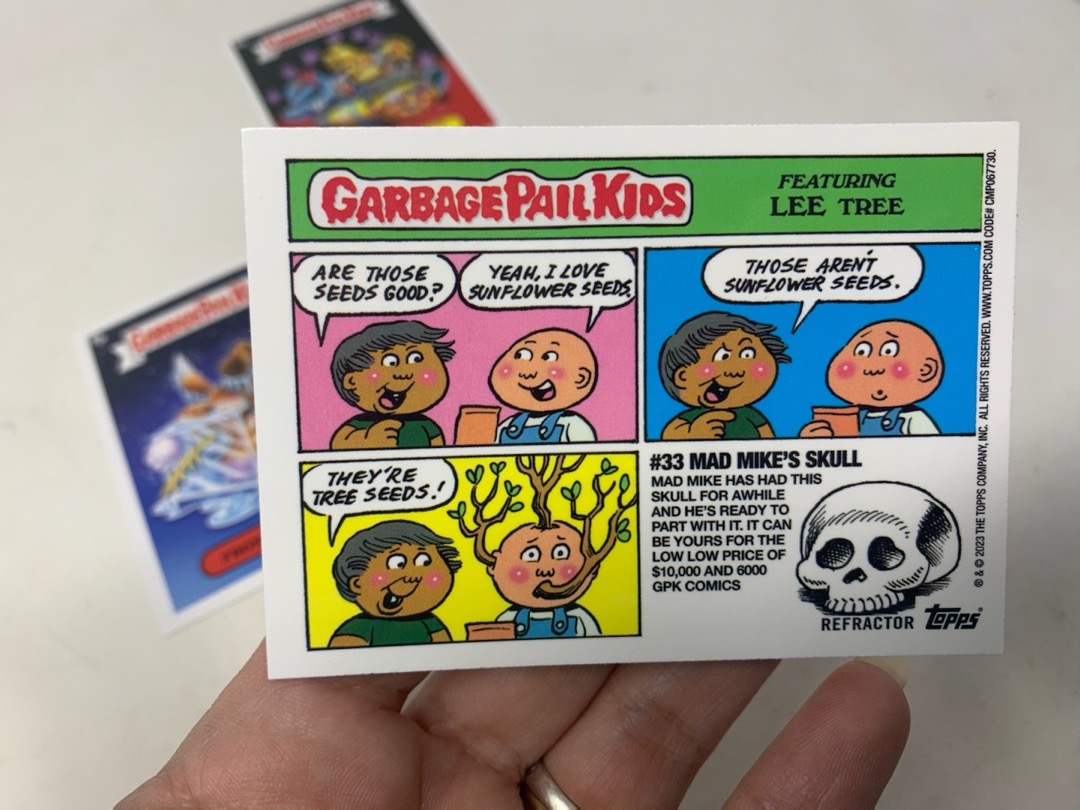 GARBAGE PAIL KIDS
FEATURING
LEE TREE
ARE THOSE
SEEDS GOOD?
YEAH, I LOVE
SUNFLOWER SEEDS.
THOSE AREN'T
SUNFLOWER SEEDS.
THEY'RE
TREE SEEDS!
#33 MAD MIKE'S SKULL
MAD MIKE HAS HAD THIS
SKULL FOR AWHILE
AND HE'S READY TO
PART WITH IT. IT CAN
BE YOURS FOR THE
LOW LOW PRICE OF
$10,000 AND 6000
GPK COMICS
REFRACTOR
TOPPS®
® & © 2023 THE TOPPS COMPANY, INC. ALL RIGHTS RESERVED. WWW.TOPPS.COM CODE# CMP067730.